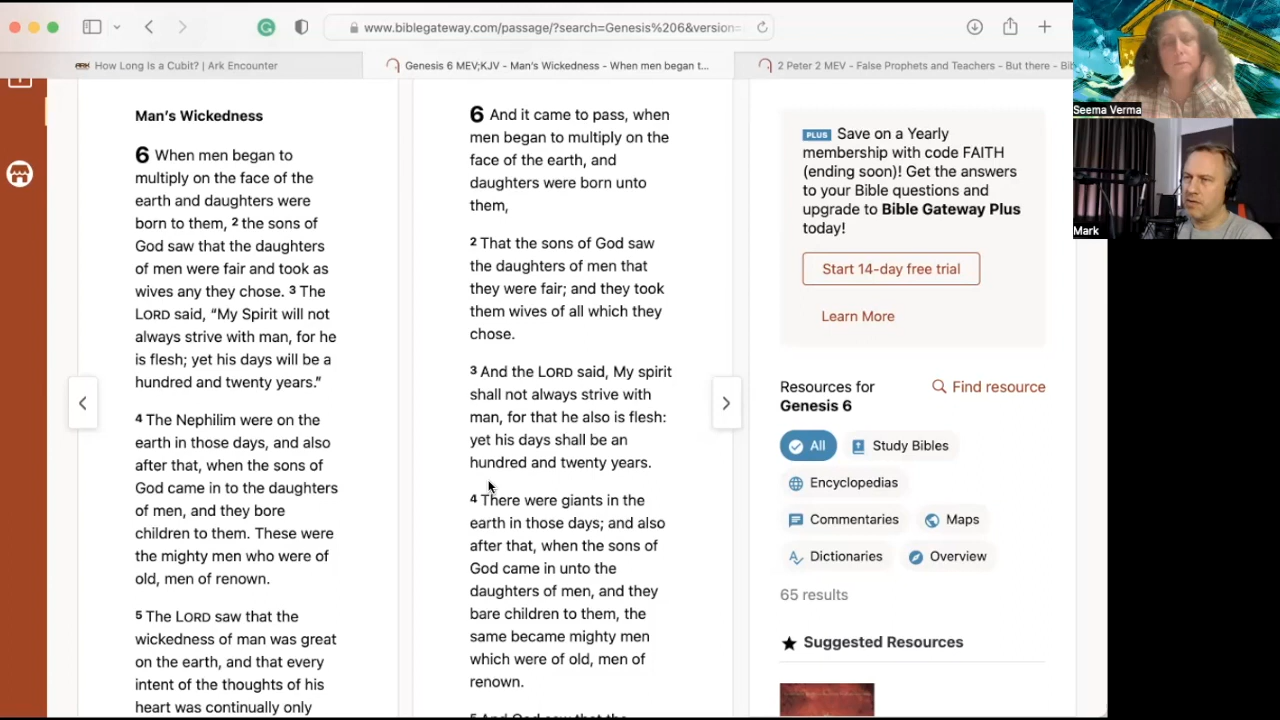 www.biblegateway.com/passage/?search=Genesis%206&version=
How Long Is a Cubit? | Ark Encounter
Genesis 6 MEV;KJV - Man's Wickedness - When men began t...
2 Peter 2 MEV - False Prophets and Teachers - But there - Bib
Man's Wickedness
6 When men began to
multiply on the face of the
earth and daughters were
born to them, 2 the sons of
God saw that the daughters
of men were fair and took as
wives any they chose. 3 The
LORD said, "My Spirit will not
always strive with man, for he
is flesh; yet his days will be a
hundred and twenty years."
4 The Nephilim were on the
earth in those days, and also
after that, when the sons of
God came in to the daughters
of men, and they bore
children to them. These were
the mighty men who were of
old, men of renown.
5 The LORD saw that the
wickedness of man was great
on the earth, and that every
intent of the thoughts of his
heart was continually only
6 And it came to pass, when
men began to multiply on the
face of the earth, and
daughters were born unto
them,
2 That the sons of God saw
the daughters of men that
they were fair; and they took
them wives of all which they
chose.
3 And the LORD said, My spirit
shall not always strive with
man, for that he also is flesh:
yet his days shall be an
hundred and twenty years.
4 There were giants in the
earth in those days; and also
after that, when the sons of
God came in unto the
daughters of men, and they
bare children to them, the
same became mighty men
which were of old, men of
renown.
5 And God saw that the
PLUS Save on a Yearly
membership with code FAITH
(ending soon)! Get the answers
to your Bible questions and
upgrade to Bible Gateway Plus
today!
Start 14-day free trial
Learn More
Resources for
Genesis 6
Find resource
All
Study Bibles
Encyclopedias
Commentaries
Maps
Dictionaries
Overview
65 results
Suggested Resources
Seema Verma
Mark